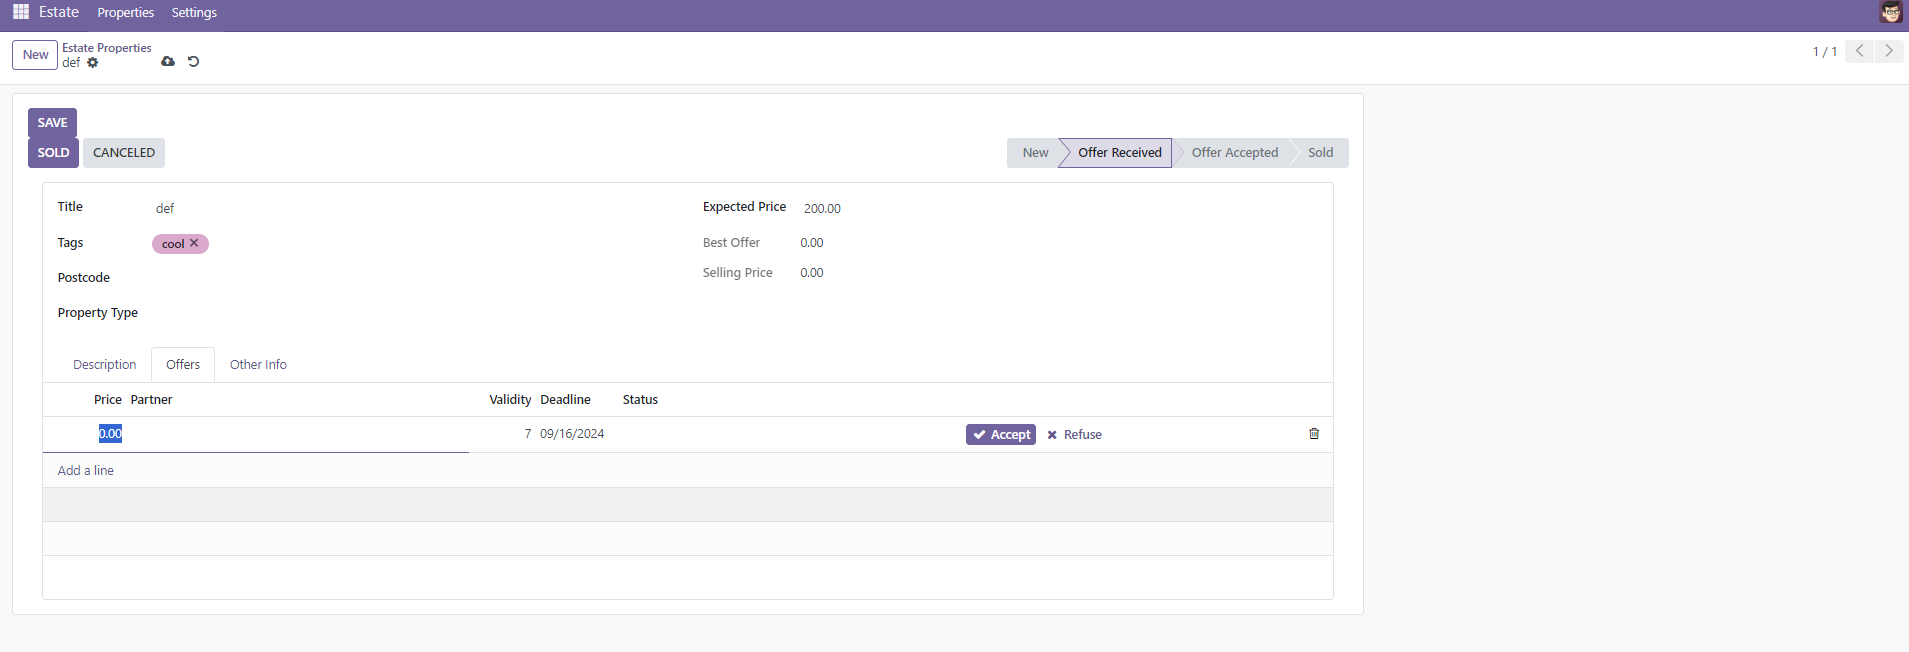 Estate Properties Settings
New
Estate Properties
def
1 / 1
SAVE
SOLD CANCELED
New Offer Received Offer Accepted Sold
Title def
Expected Price 200.00
Tags cool
Best Offer 0.00
Postcode
Selling Price 0.00
Property Type
Description Offers Other Info
Price Partner Validity Deadline Status
0.00 7 09/16/2024 Accept Refuse
Add a line